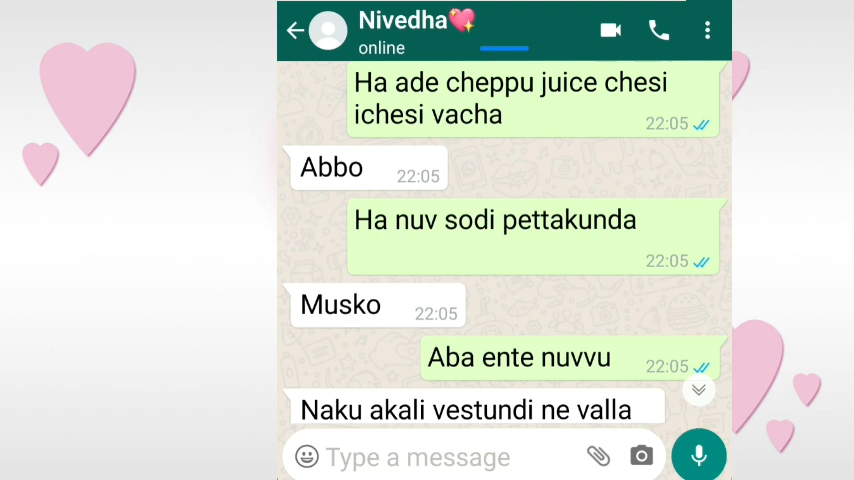 Nivedha💖
online
Ha ade cheppu juice chesi
ichesi vacha
22:05
Abbo
22:05
Ha nuv sodi pettakunda
22:05
Musko
22:05
Aba ente nuvvu
22:05
Naku akali vestundi ne valla
Type a message